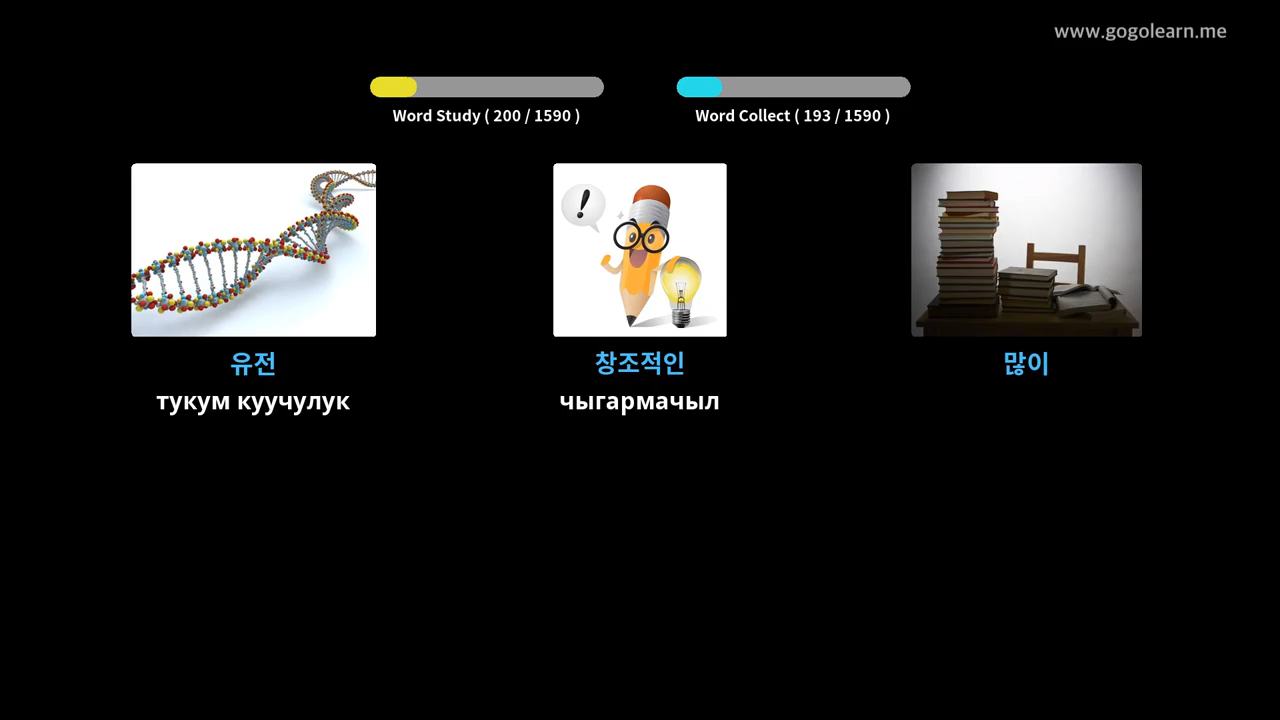 www.gogolearn.me
Word Study ( 200 / 1590 )
Word Collect ( 193 / 1590 )
!
유전
창조적인
많이
тукум куучулук
чыгармачыл